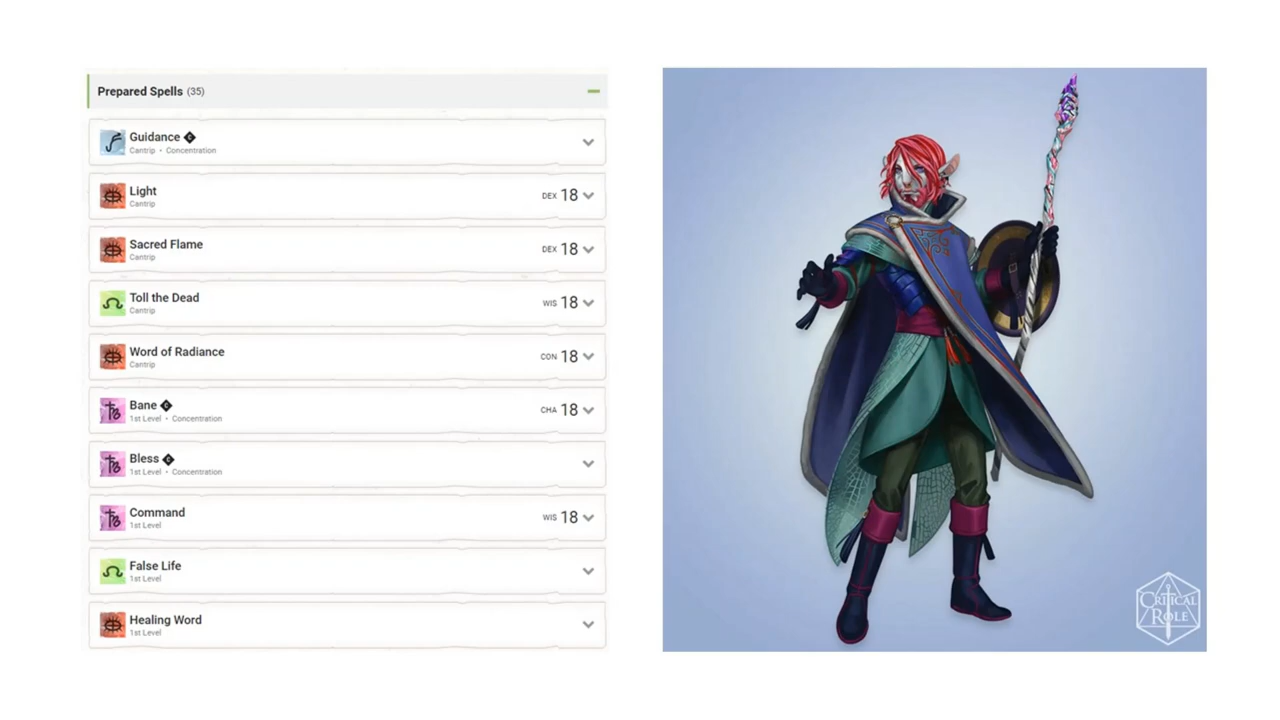 Prepared Spells (35)
Guidance C
Cantrip • Concentration
Light
Cantrip
DEX 18
Sacred Flame
Cantrip
DEX 18
Toll the Dead
Cantrip
WIS 18
Word of Radiance
Cantrip
CON 18
Bane C
1st Level • Concentration
CHA 18
Bless C
1st Level • Concentration
Command
1st Level
WIS 18
False Life
1st Level
Healing Word
1st Level
CRITICAL
ROLE